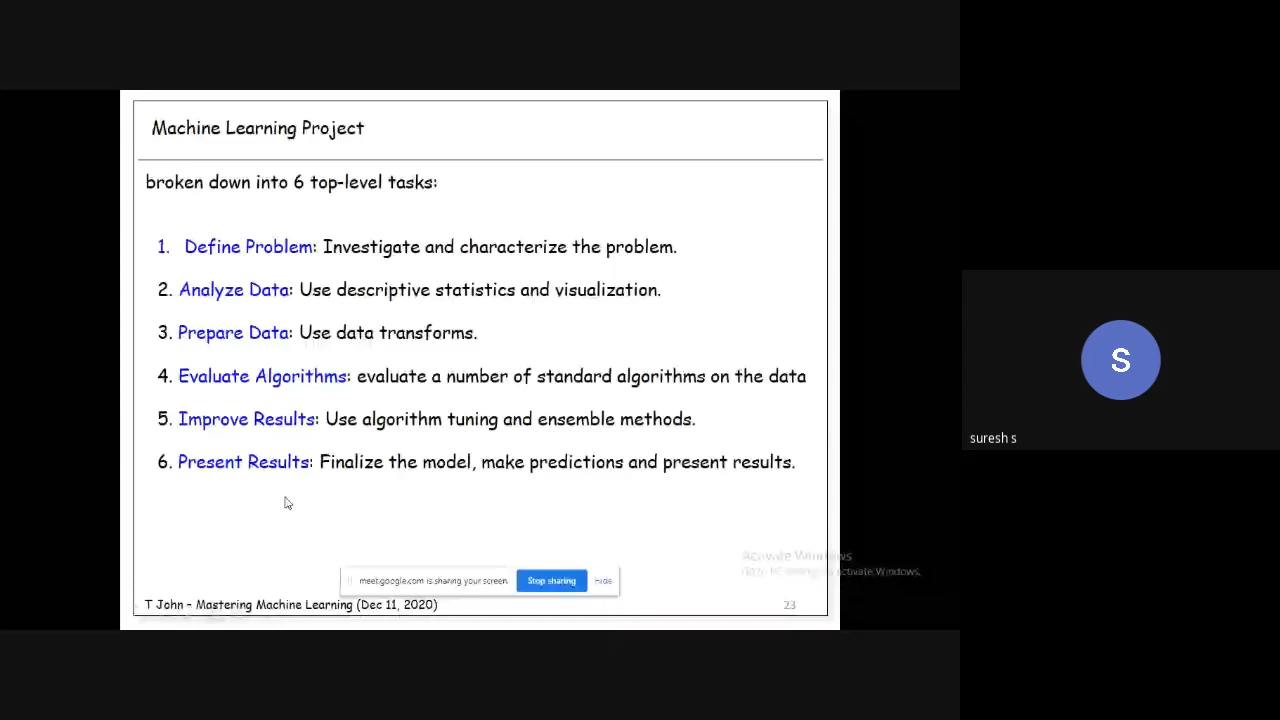 Machine Learning Project
broken down into 6 top-level tasks:
1. Define Problem: Investigate and characterize the problem.
2. Analyze Data: Use descriptive statistics and visualization.
3. Prepare Data: Use data transforms.
4. Evaluate Algorithms: evaluate a number of standard algorithms on the data
5. Improve Results: Use algorithm tuning and ensemble methods.
6. Present Results: Finalize the model, make predictions and present results.
S
suresh s
Activate Windows
activate Windows.
meet.google.com is sharing your screen. Stop sharing Hide
T John – Mastering Machine Learning (Dec 11, 2020) 23